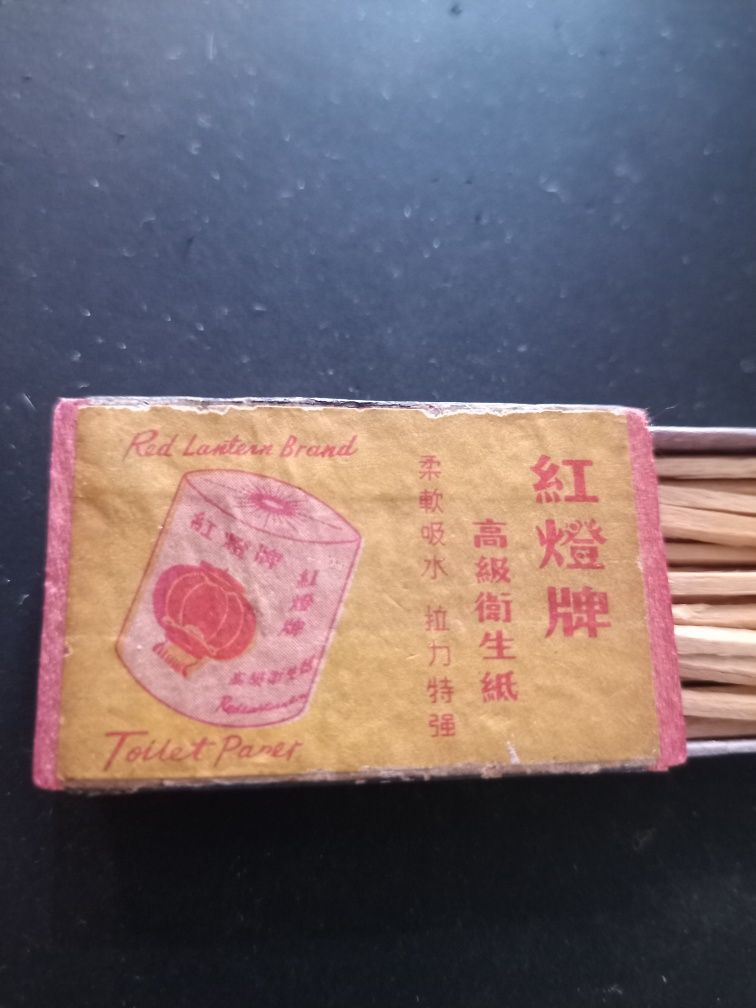 Red Lantern Brand
紅燈牌
紅燈牌
Toilet Paper
紅燈牌
高級衛生紙
柔軟吸水 拉力特强